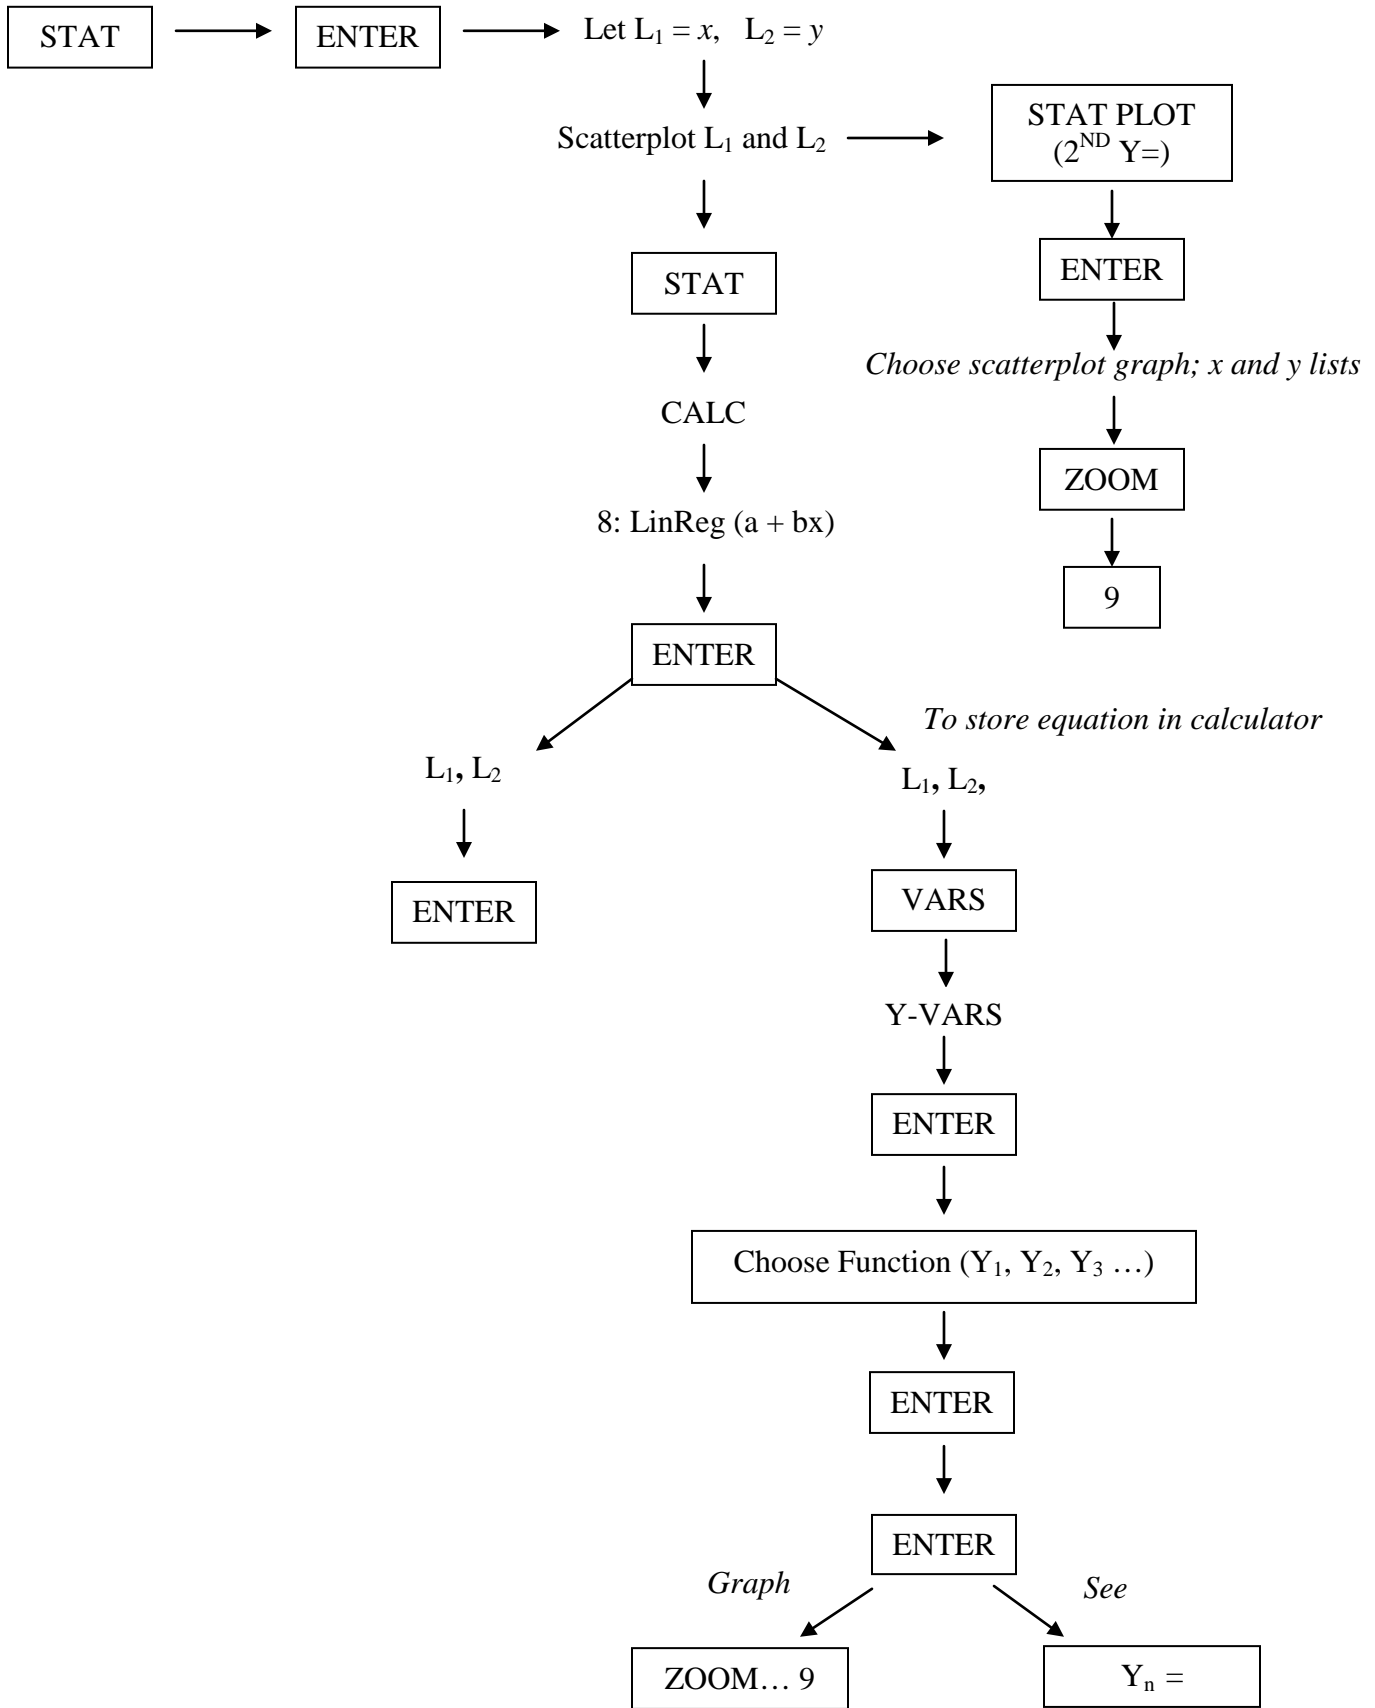 STAT
ENTER
Let L₁ = x, L₂ = y
Scatterplot L₁ and L₂
STAT PLOT
(2ᴺᴰ Y=)
ENTER
Choose scatterplot graph; x and y lists
ZOOM
9
STAT
CALC
8: LinReg (a + bx)
ENTER
L₁, L₂
ENTER
To store equation in calculator
L₁, L₂,
VARS
Y-VARS
ENTER
Choose Function (Y₁, Y₂, Y₃ …)
ENTER
ENTER
Graph
See
ZOOM… 9
Yₙ =